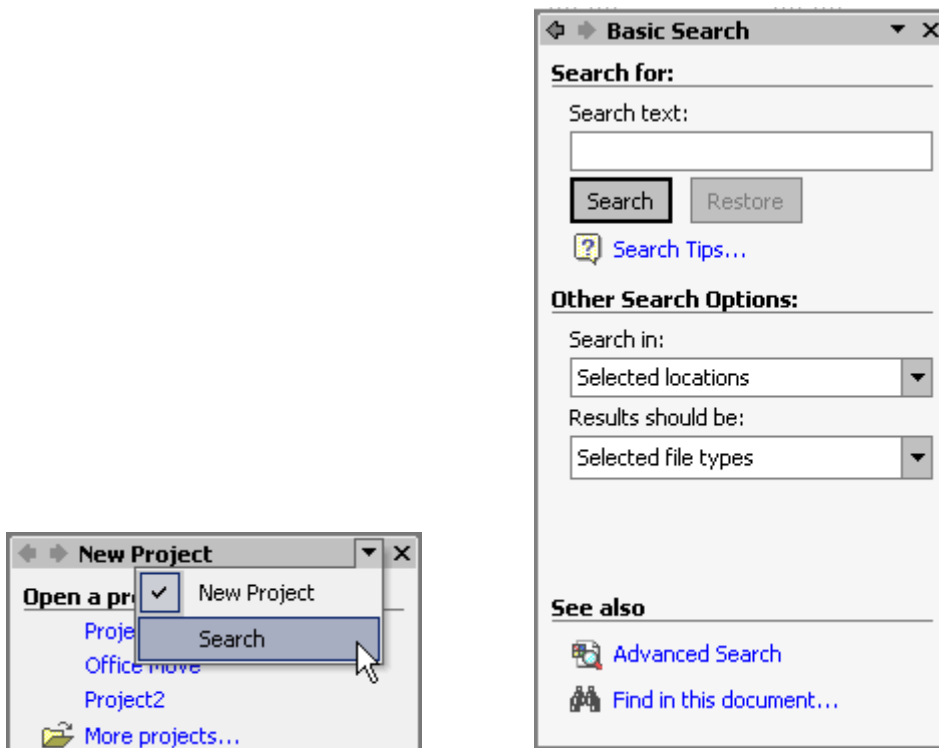 Basic Search
Search for:
Search text:
Search Restore
Search Tips...
Other Search Options:
Search in:
Selected locations
Results should be:
Selected file types
See also
Advanced Search
Find in this document...
New Project
Open a pr
New Project
Proje
Search
Office Move
Project2
More projects...